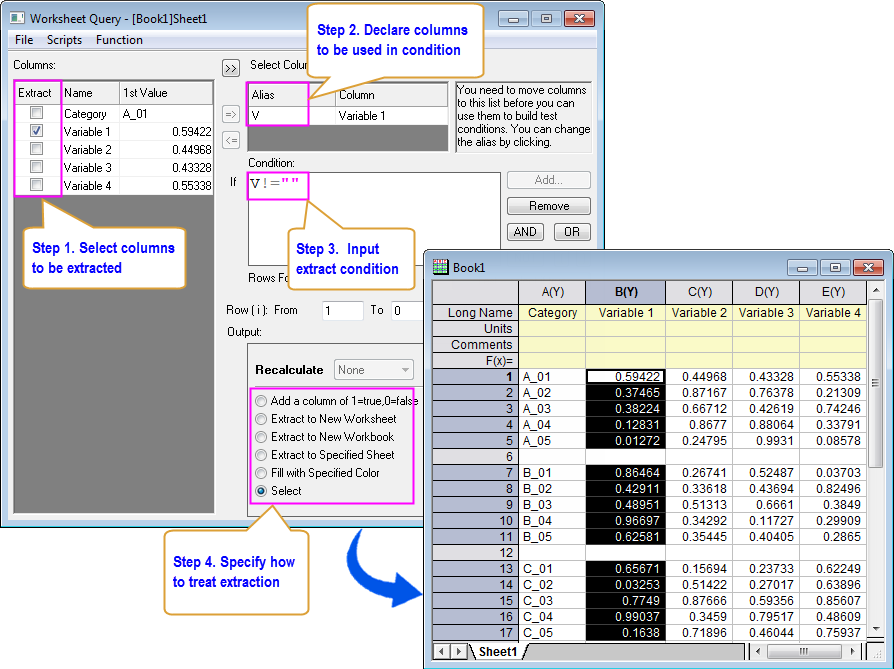 Worksheet Query - [Book1]Sheet1
File Scripts Function
Step 2. Declare columns
to be used in condition
Columns:
Extract Name 1st Value
Category A_01
Variable 1 0.59422
Variable 2 0.44968
Variable 3 0.43328
Variable 4 0.55338
>>
=>
<=
Select Colu
Alias Column
V Variable 1
You need to move columns
to this list before you can
use them to build test
conditions. You can change
the alias by clicking.
Condition:
If
V!=""
Add...
Remove
AND OR
Step 1. Select columns
to be extracted
Step 3. Input
extract condition
Rows Fo
Row ( i ): From 1 To 0
Output:
Recalculate None
Add a column of 1=true,0=false
Extract to New Worksheet
Extract to New Workbook
Extract to Specified Sheet
Fill with Specified Color
Select
Step 4. Specify how
to treat extraction
Book1
A(Y) B(Y) C(Y) D(Y) E(Y)
Long Name Category Variable 1 Variable 2 Variable 3 Variable 4
Units
Comments
F(x)=
1 A_01 0.59422 0.44968 0.43328 0.55338
2 A_02 0.37465 0.87167 0.76378 0.21309
3 A_03 0.38224 0.66712 0.42619 0.74246
4 A_04 0.12831 0.8677 0.88064 0.33791
5 A_05 0.01272 0.24795 0.9931 0.08578
6
7 B_01 0.86464 0.26741 0.52487 0.03703
8 B_02 0.42911 0.33618 0.43694 0.82496
9 B_03 0.48951 0.51313 0.6661 0.3849
10 B_04 0.96697 0.34292 0.11727 0.29909
11 B_05 0.62581 0.35445 0.40405 0.2865
12
13 C_01 0.65671 0.15694 0.23733 0.62249
14 C_02 0.03253 0.51422 0.27017 0.63896
15 C_03 0.7749 0.87666 0.59356 0.85607
16 C_04 0.99037 0.3459 0.79517 0.48609
17 C_05 0.1638 0.71896 0.46044 0.75937
Sheet1